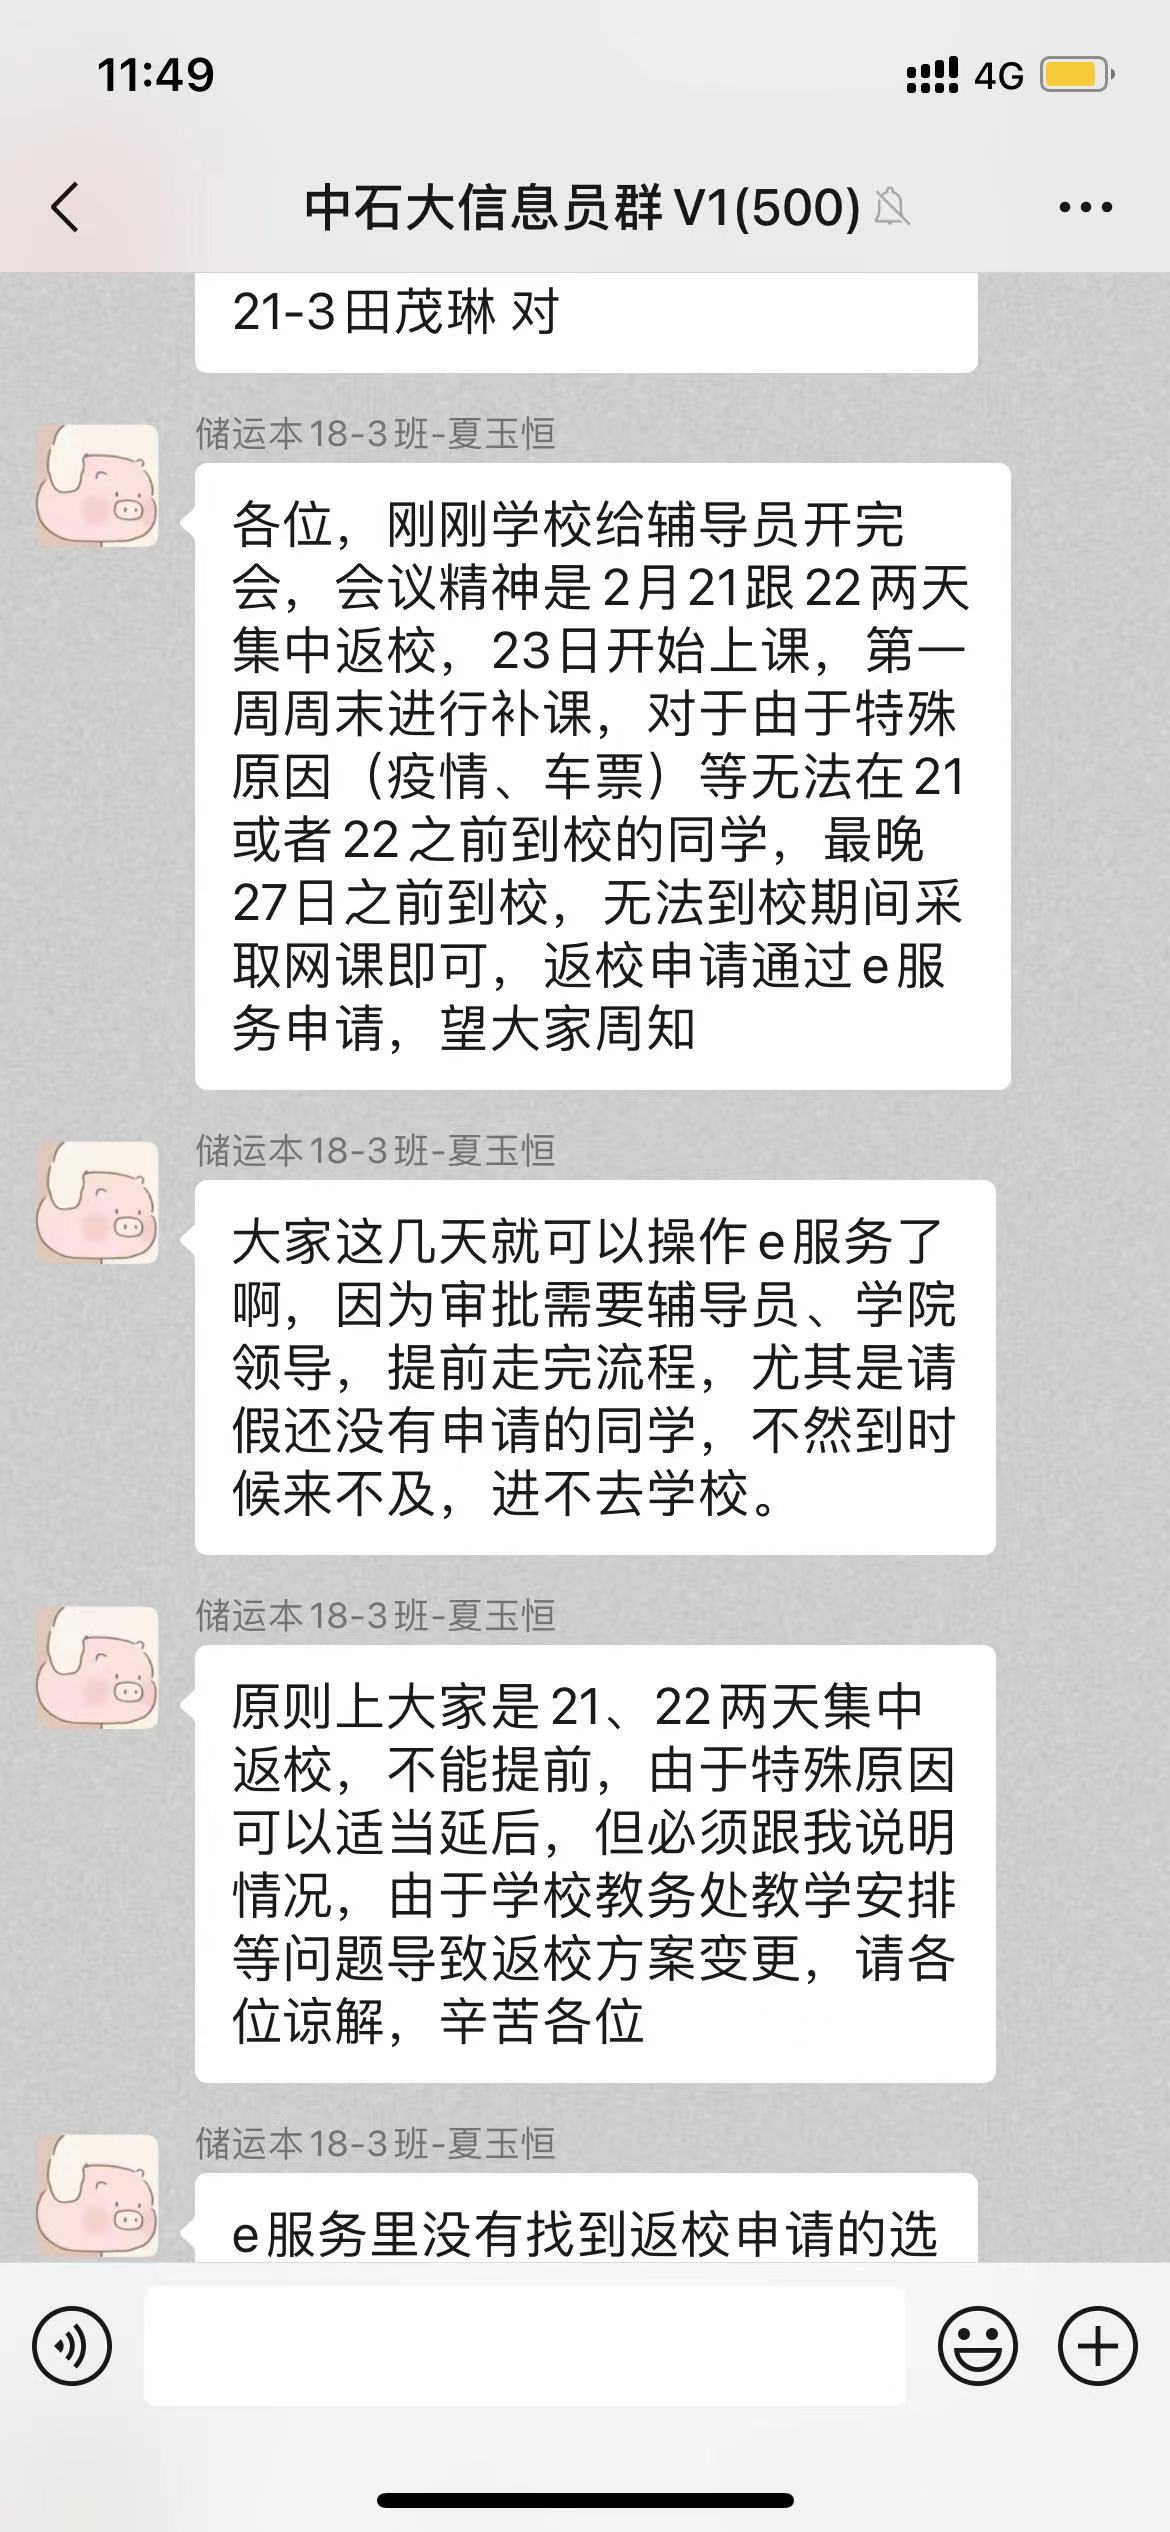 11:49
4G
中石大信息员群V1(500)
21-3田茂琳 对
储运本18-3班-夏玉恒
各位，刚刚学校给辅导员开完
会，会议精神是2月21跟22两天
集中返校，23日开始上课，第一
周周末进行补课，对于由于特殊
原因（疫情、车票）等无法在21
或者22之前到校的同学，最晚
27日之前到校，无法到校期间采
取网课即可，返校申请通过e服
务申请，望大家周知
储运本18-3班-夏玉恒
大家这几天就可以操作e服务了
啊，因为审批需要辅导员、学院
领导，提前走完流程，尤其是请
假还没有申请的同学，不然到时
候来不及，进不去学校。
储运本18-3班-夏玉恒
原则上大家是21、22两天集中
返校，不能提前，由于特殊原因
可以适当延后，但必须跟我说明
情况，由于学校教务处教学安排
等问题导致返校方案变更，请各
位谅解，辛苦各位
储运本18-3班-夏玉恒
e服务里没有找到返校申请的选